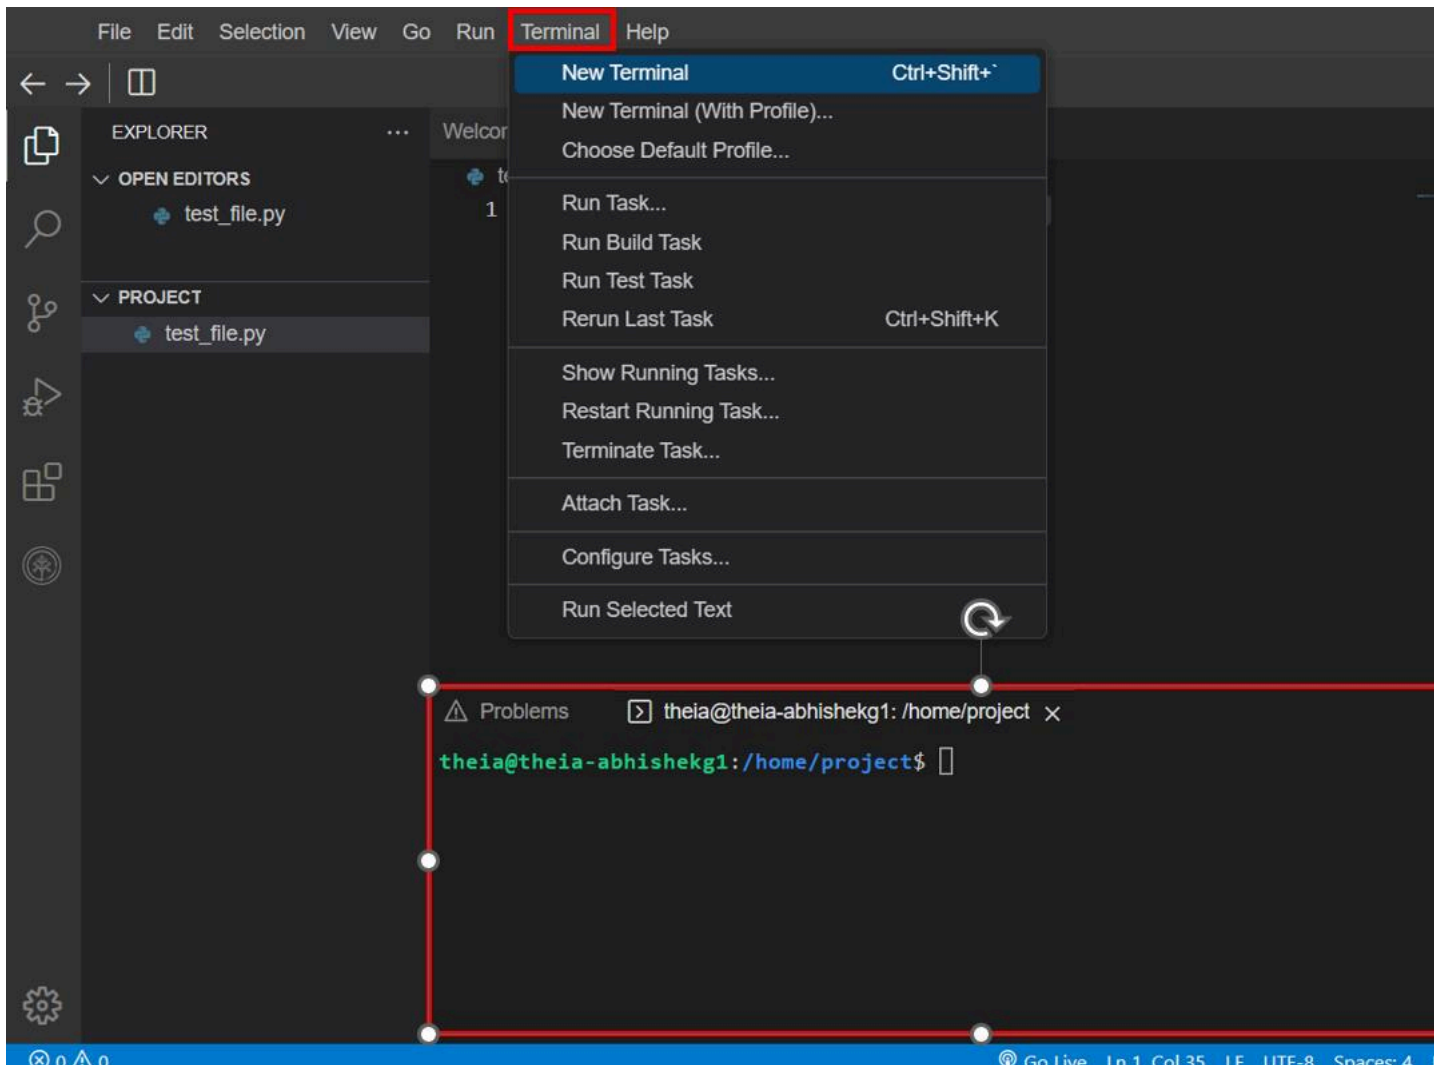 File Edit Selection View Go Run Terminal Help
New Terminal Ctrl+Shift+`
New Terminal (With Profile)...
Choose Default Profile...
Run Task...
Run Build Task
Run Test Task
Rerun Last Task Ctrl+Shift+K
Show Running Tasks...
Restart Running Task...
Terminate Task...
Attach Task...
Configure Tasks...
Run Selected Text
EXPLORER ···
OPEN EDITORS
test_file.py
PROJECT
test_file.py
Welcor
te
1
Problems theia@theia-abhishekg1: /home/project ×
theia@theia-abhishekg1:/home/project$
0 0 Go Live Ln 1, Col 35 LF UTF-8 Spaces: 4